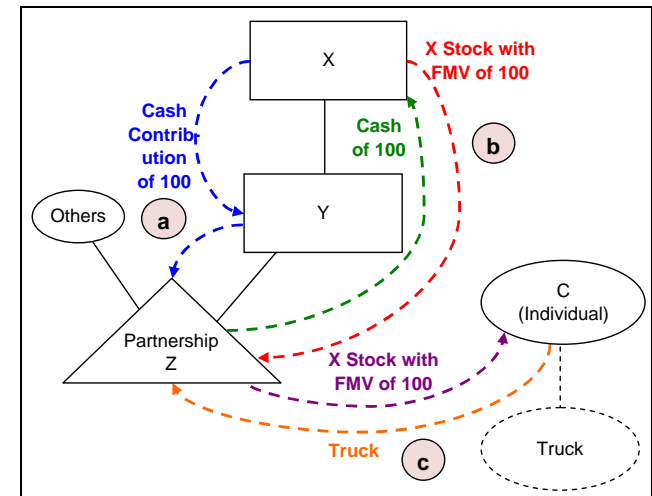 X
X Stock with
FMV of 100
Cash
Contrib-
ution
of 100
Cash
of 100
b
Others
a
Y
C
(Individual)
Partnership
Z
X Stock with
FMV of 100
Truck
c
Truck